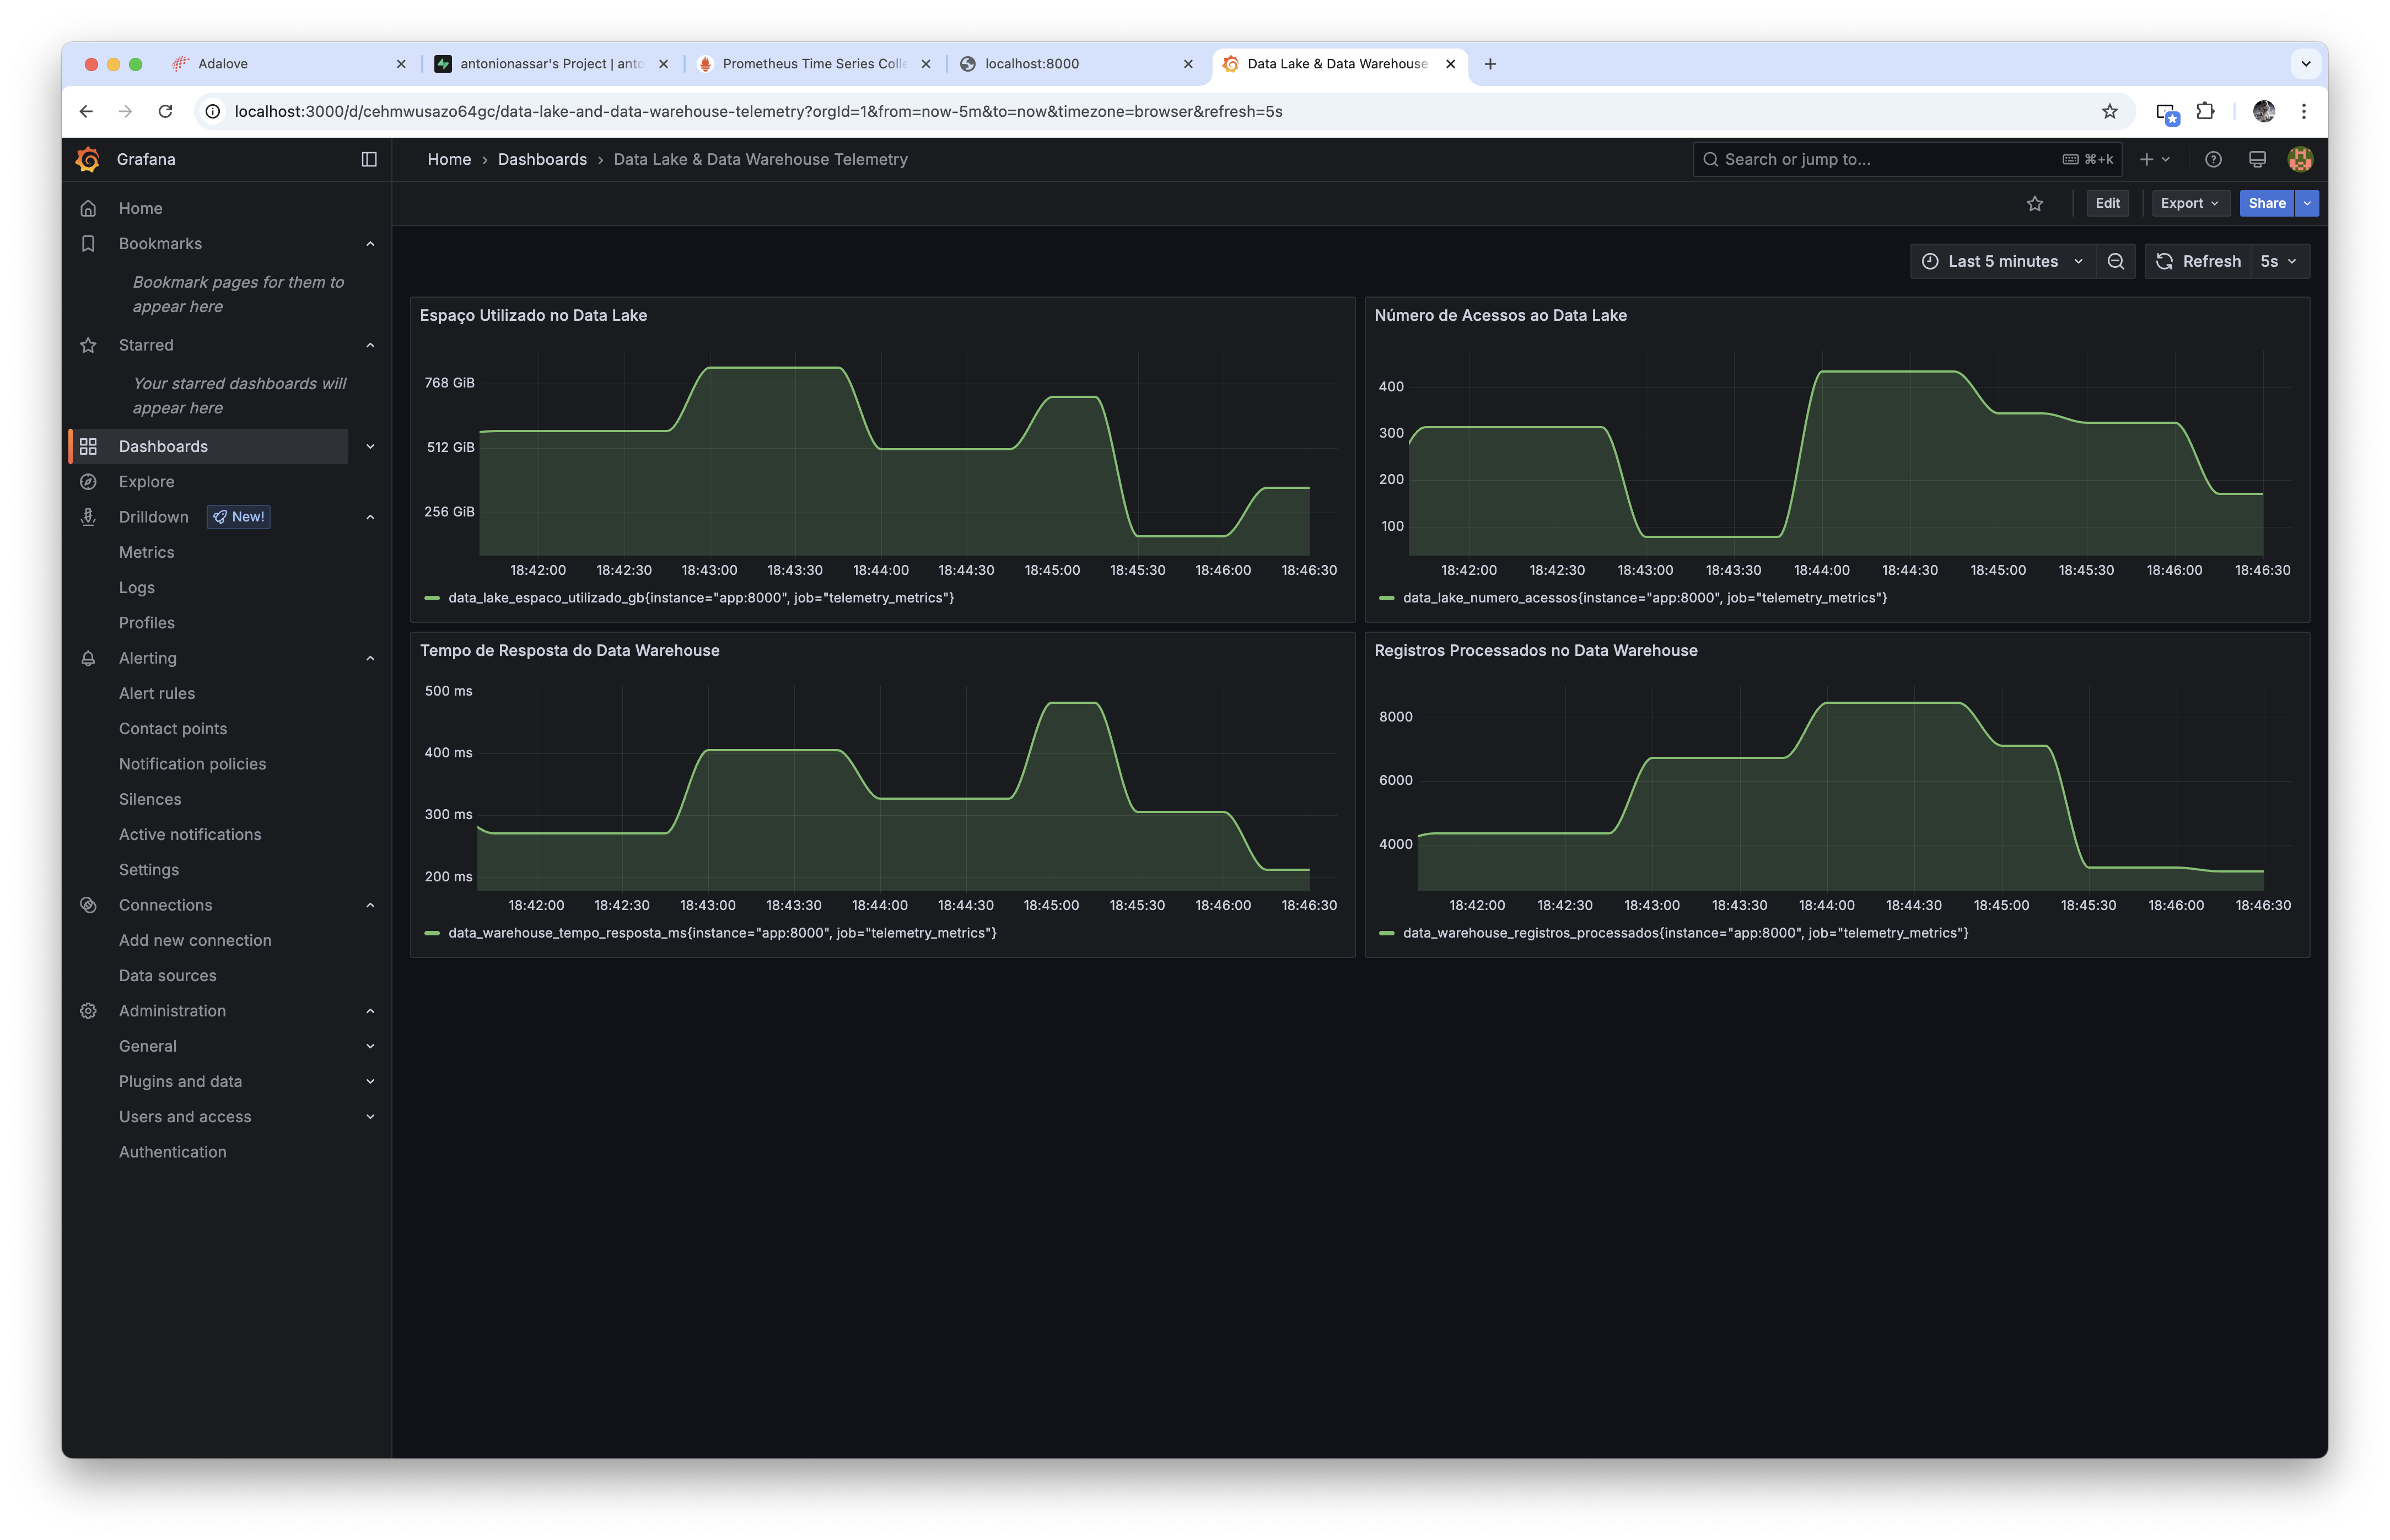 Adalove
antonionassar's Project | anto
Prometheus Time Series Colle
localhost:8000
Data Lake & Data Warehouse
localhost:3000/d/cehmwusazo64gc/data-lake-and-data-warehouse-telemetry?orgId=1&from=now-5m&to=now&timezone=browser&refresh=5s
Grafana
Home › Dashboards › Data Lake & Data Warehouse Telemetry
Search or jump to...
⌘+k
Edit
Export
Share
Home
Bookmarks
Bookmark pages for them to
appear here
Starred
Your starred dashboards will
appear here
Dashboards
Explore
Drilldown
New!
Metrics
Logs
Profiles
Alerting
Alert rules
Contact points
Notification policies
Silences
Active notifications
Settings
Connections
Add new connection
Data sources
Administration
General
Plugins and data
Users and access
Authentication
Last 5 minutes
Refresh
5s
Espaço Utilizado no Data Lake
768 GiB
512 GiB
256 GiB
18:42:00 18:42:30 18:43:00 18:43:30 18:44:00 18:44:30 18:45:00 18:45:30 18:46:00 18:46:30
data_lake_espaco_utilizado_gb{instance="app:8000", job="telemetry_metrics"}
Número de Acessos ao Data Lake
400
300
200
100
18:42:00 18:42:30 18:43:00 18:43:30 18:44:00 18:44:30 18:45:00 18:45:30 18:46:00 18:46:30
data_lake_numero_acessos{instance="app:8000", job="telemetry_metrics"}
Tempo de Resposta do Data Warehouse
500 ms
400 ms
300 ms
200 ms
18:42:00 18:42:30 18:43:00 18:43:30 18:44:00 18:44:30 18:45:00 18:45:30 18:46:00 18:46:30
data_warehouse_tempo_resposta_ms{instance="app:8000", job="telemetry_metrics"}
Registros Processados no Data Warehouse
8000
6000
4000
18:42:00 18:42:30 18:43:00 18:43:30 18:44:00 18:44:30 18:45:00 18:45:30 18:46:00 18:46:30
data_warehouse_registros_processados{instance="app:8000", job="telemetry_metrics"}